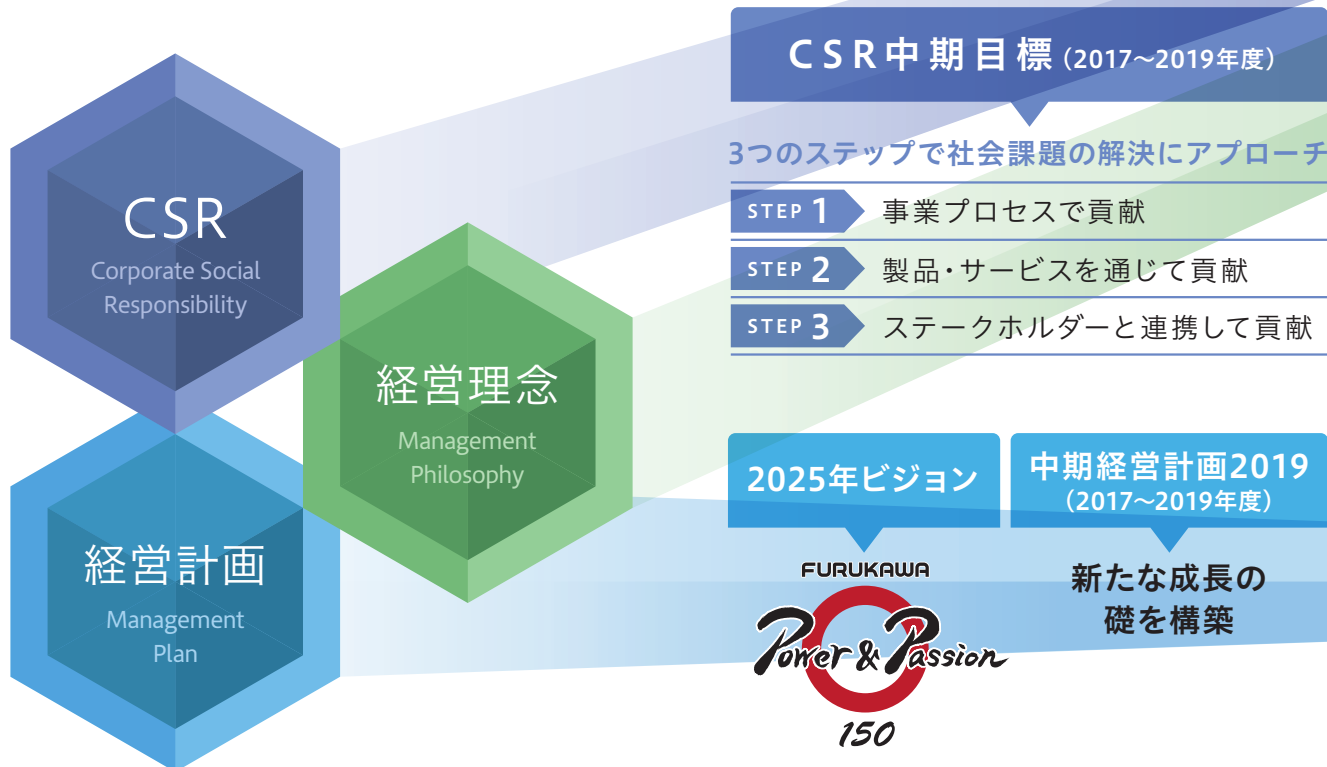 CSR
Corporate Social
Responsibility
経営理念
Management
Philosophy
経営計画
Management
Plan
CSR中期目標(2017〜2019年度)
3つのステップで社会課題の解決にアプローチ
STEP 1 事業プロセスで貢献
STEP 2 製品・サービスを通じて貢献
STEP 3 ステークホルダーと連携して貢献
2025年ビジョン
FURUKAWA
Power & Passion
150
中期経営計画2019
(2017〜2019年度)
新たな成長の
礎を構築